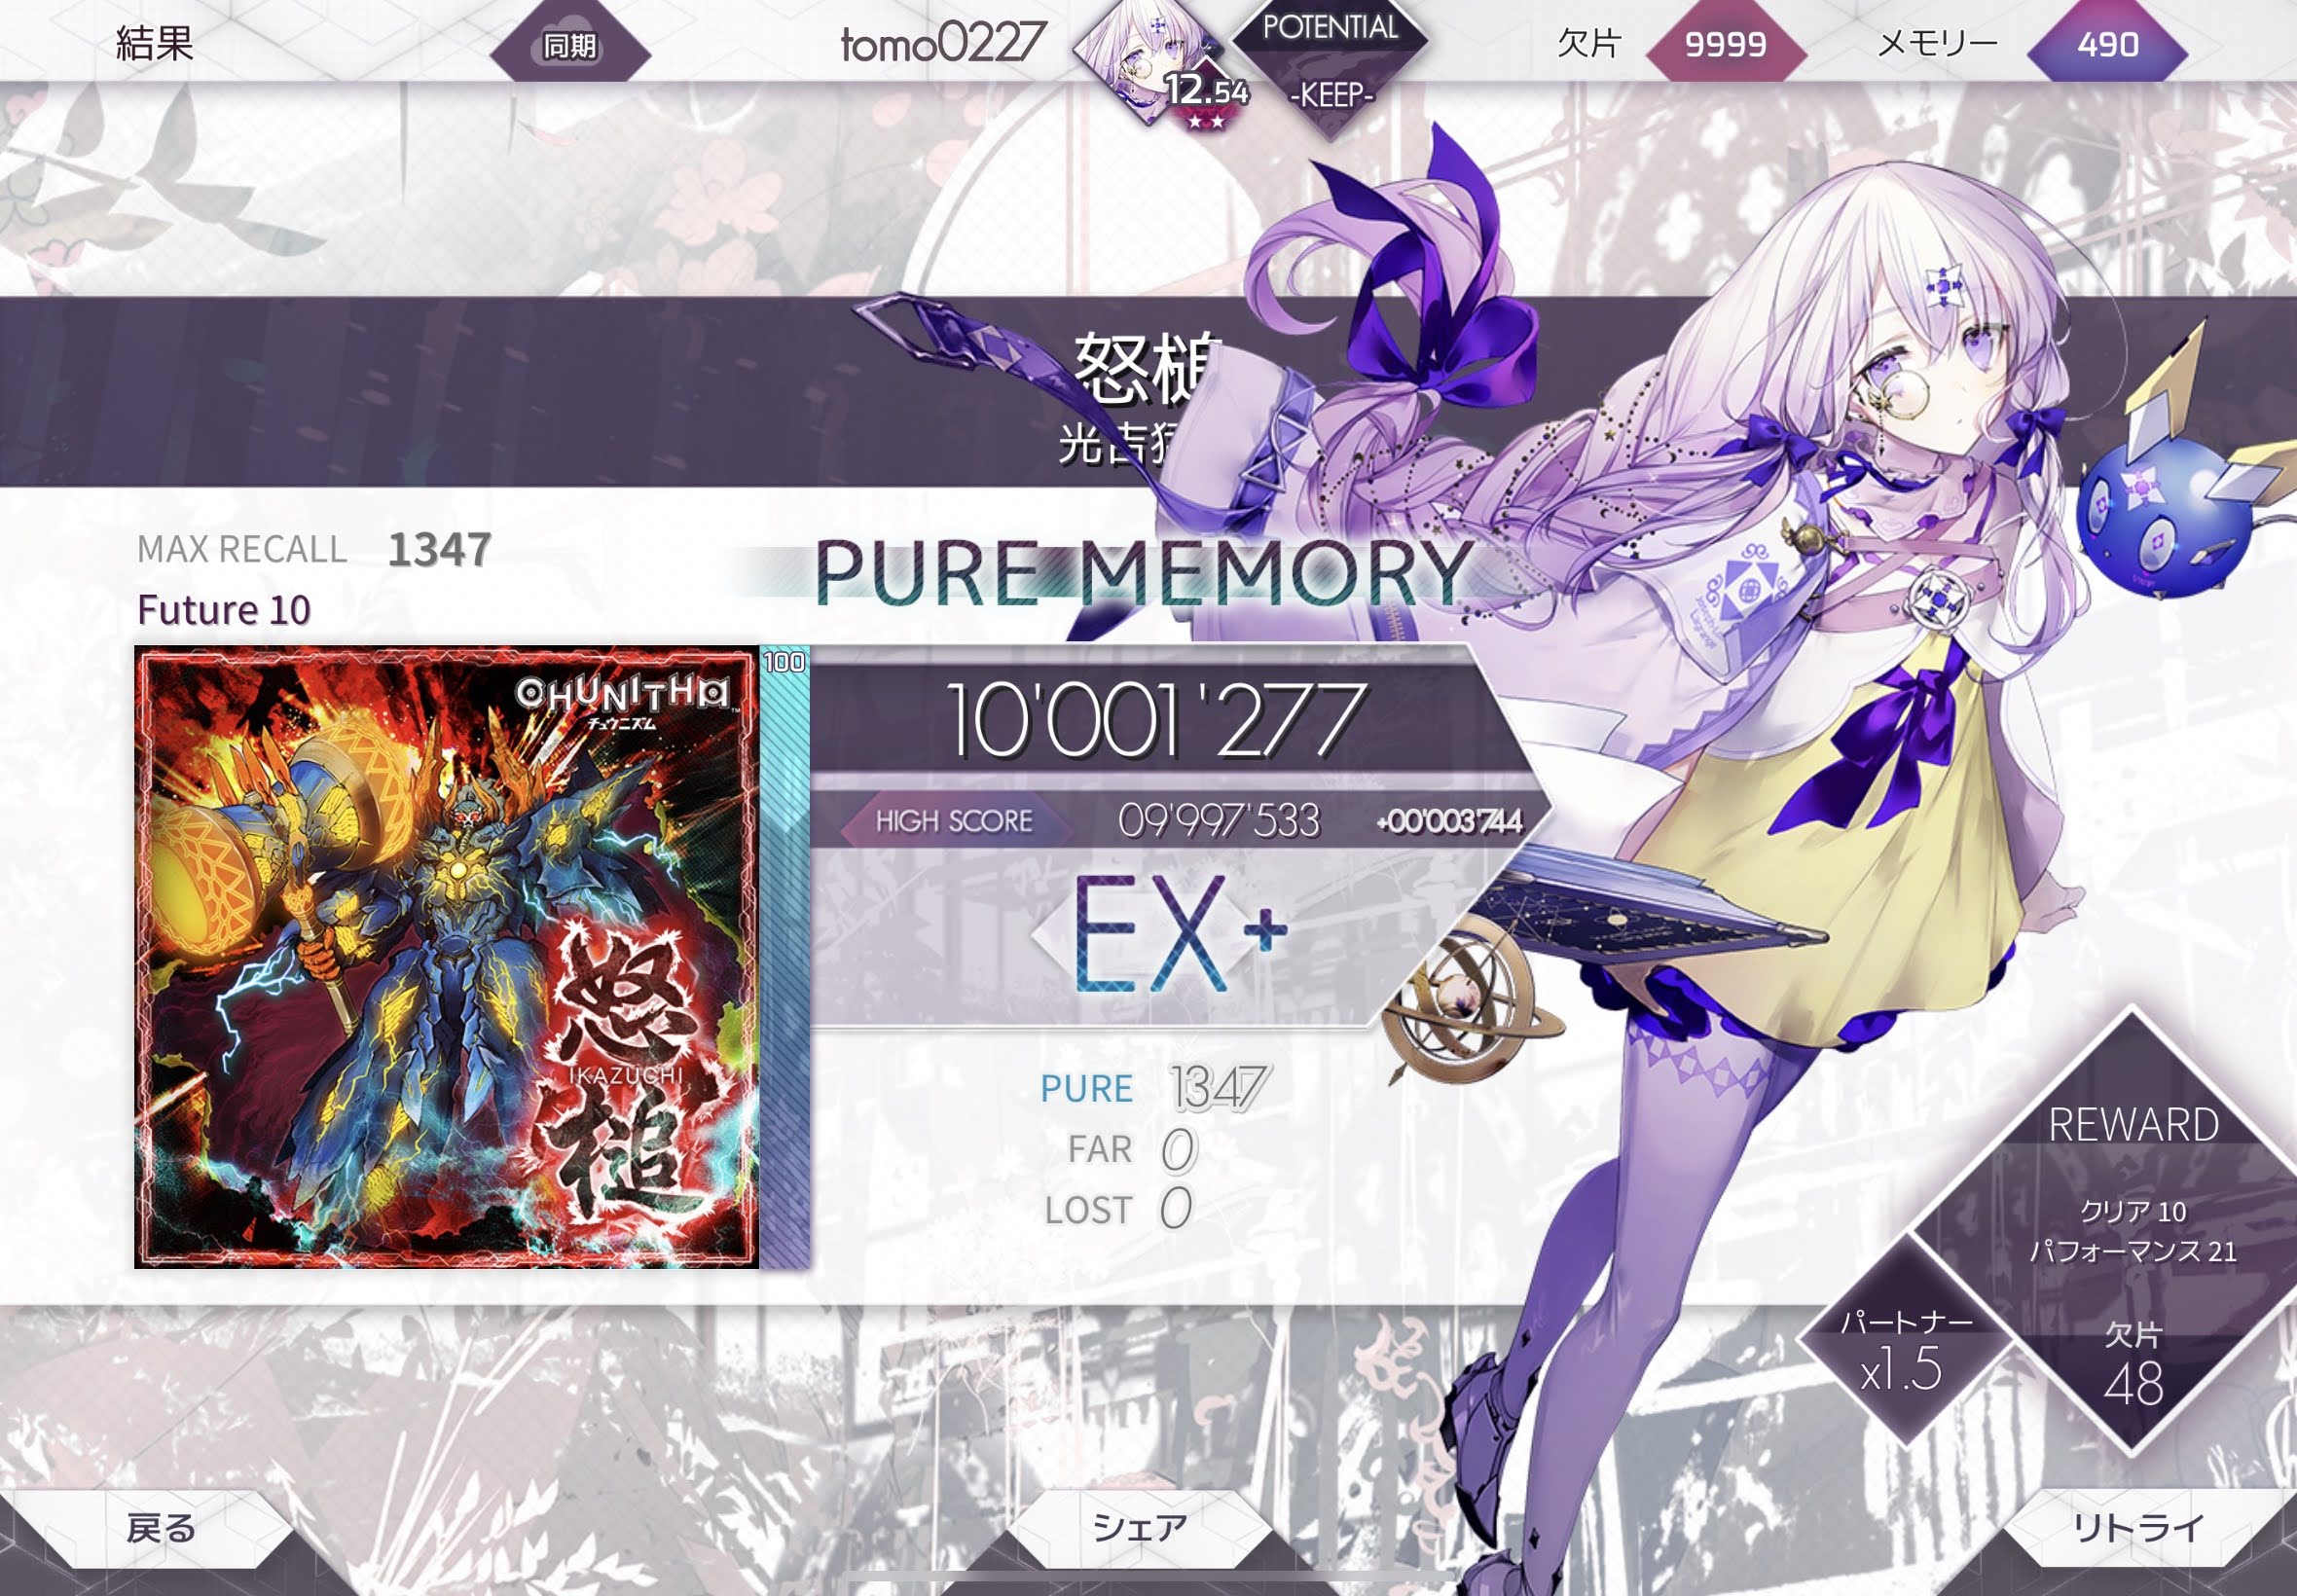 結果
同期
tomo0227
12.54
POTENTIAL
-KEEP-
欠片 9999
メモリー 490
怒槌
光吉
MAX RECALL 1347
Future 10
PURE MEMORY
100
CHUNITHM
チュウニズム
怒
IKAZUCHI
槌
10'001'277
HIGH SCORE 09'997'533 +00'003'744
EX+
PURE 1347
FAR 0
LOST 0
REWARD
クリア 10
パフォーマンス 21
欠片
48
パートナー
x1.5
戻る
シェア
リトライ